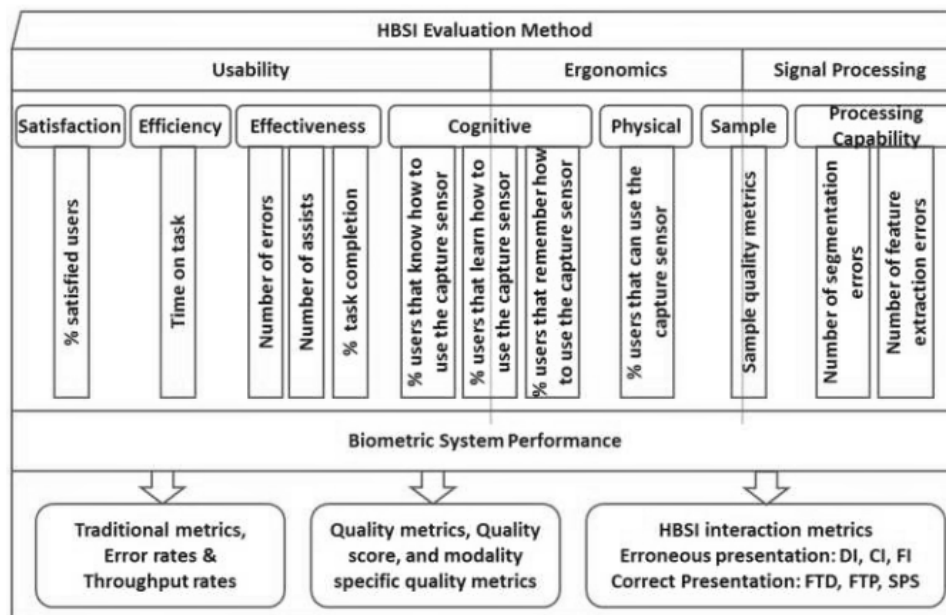 HBSI Evaluation Method
Usability
Ergonomics
Signal Processing
Satisfaction
Efficiency
Effectiveness
Cognitive
Physical
Sample
Processing
Capability
% satisfied users
Time on task
Number of errors
Number of assists
% task completion
% users that know how to
use the capture sensor
% users that learn how to
use the capture sensor
% users that remember how
to use the capture sensor
% users that can use the
capture sensor
Sample quality metrics
Number of segmentation
errors
Number of feature
extraction errors
Biometric System Performance
Traditional metrics,
Error rates &
Throughput rates
Quality metrics, Quality
score, and modality
specific quality metrics
HBSI interaction metrics
Erroneous presentation: DI, CI, FI
Correct Presentation: FTD, FTP, SPS